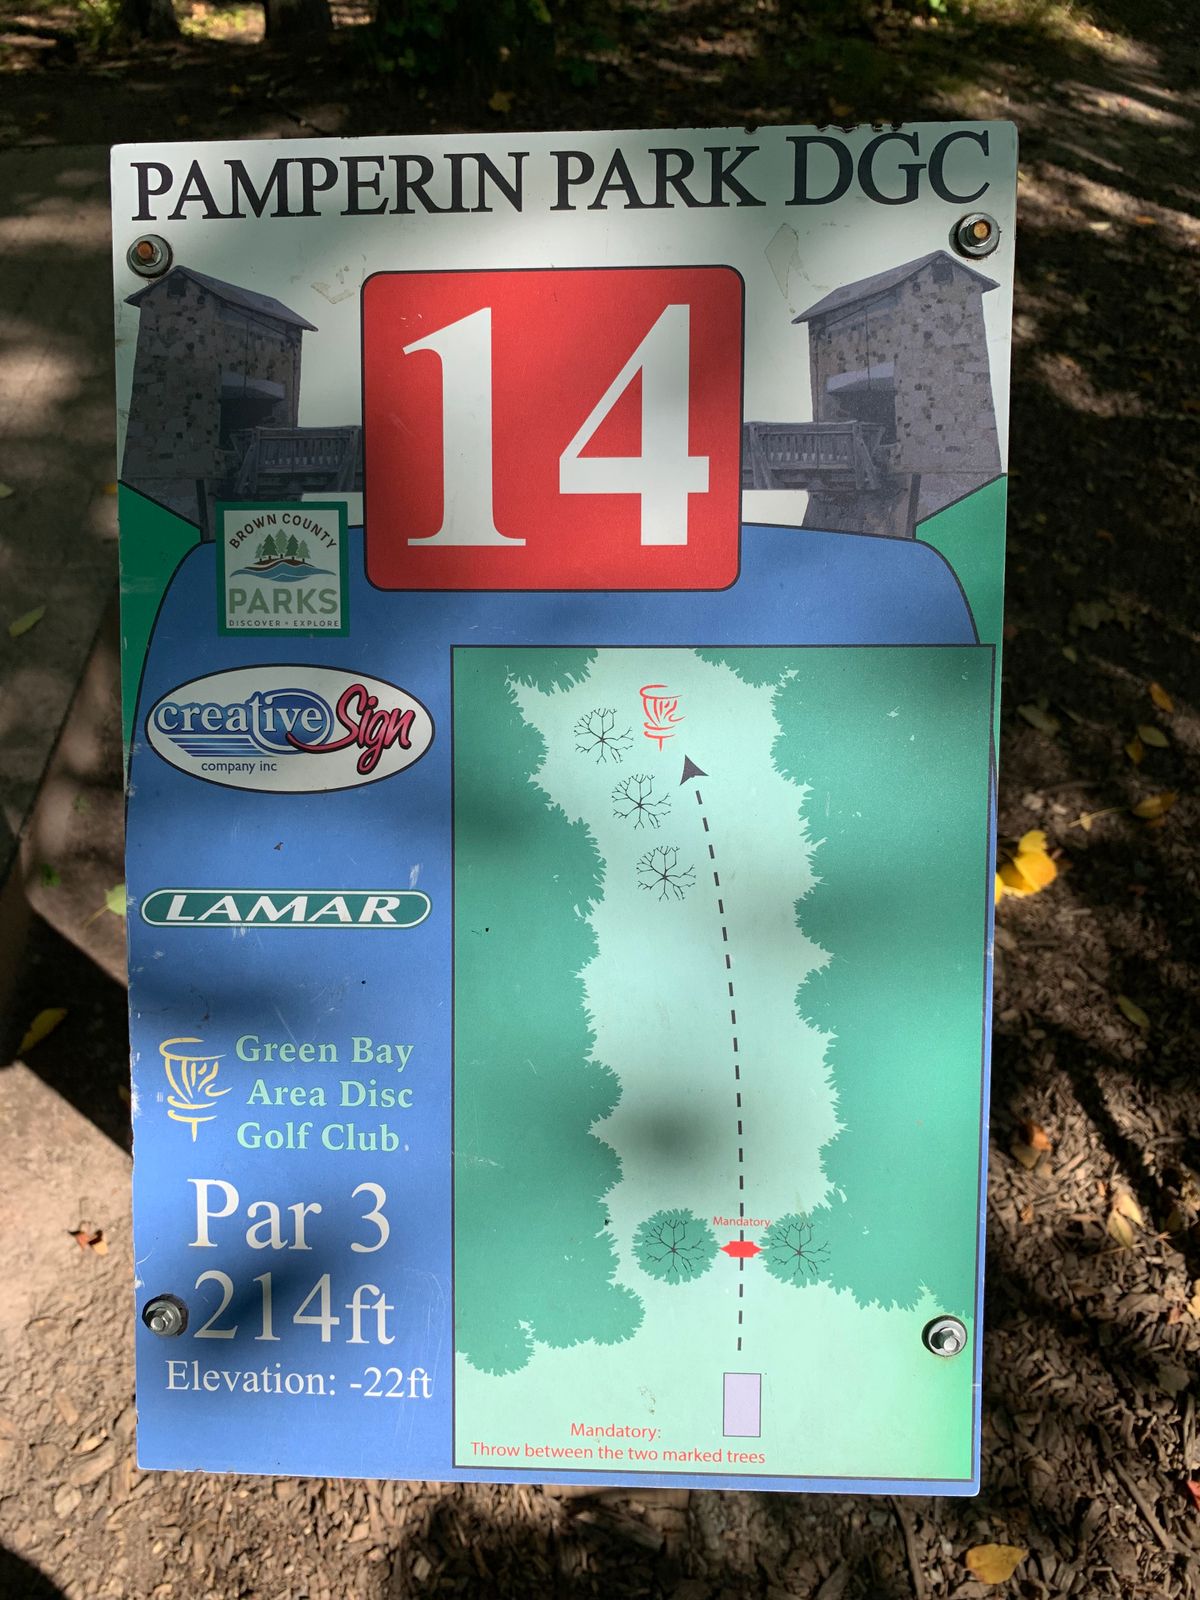 PAMPERIN PARK DGC
14
BROWN COUNTY
PARKS
DISCOVER • EXPLORE
creative Sign
company inc
LAMAR
Green Bay
Area Disc
Golf Club
Par 3
214ft
Elevation: -22ft
Mandatory
Mandatory:
Throw between the two marked trees